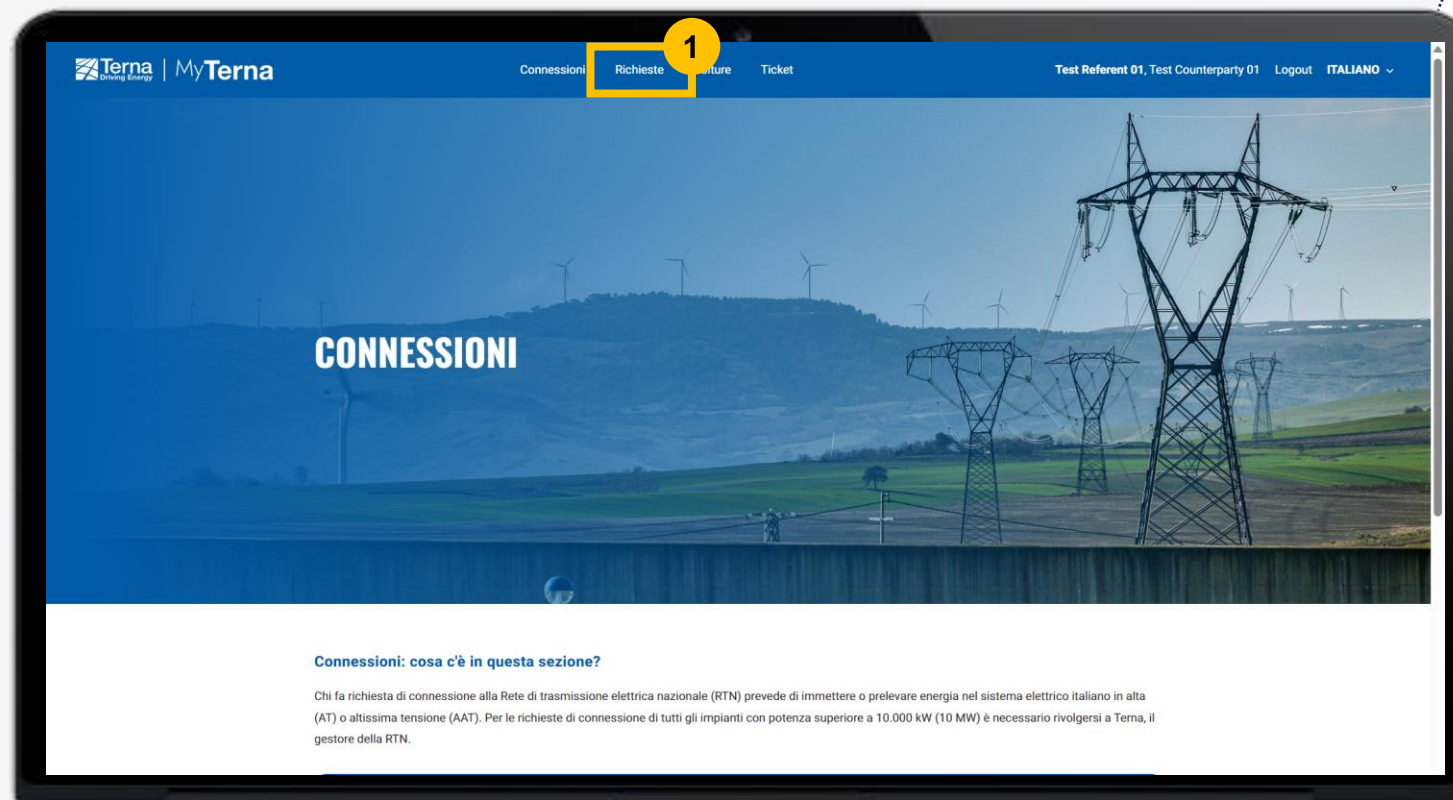 Terna
Driving Energy
MyTerna
Connessioni
Richieste
1
Ticket
Test Referent 01, Test Counterparty 01
Logout
ITALIANO
CONNESSIONI
Connessioni: cosa c'è in questa sezione?
Chi fa richiesta di connessione alla Rete di trasmissione elettrica nazionale (RTN) prevede di immettere o prelevare energia nel sistema elettrico italiano in alta
(AT) o altissima tensione (AAT). Per le richieste di connessione di tutti gli impianti con potenza superiore a 10.000 kW (10 MW) è necessario rivolgersi a Terna, il
gestore della RTN.